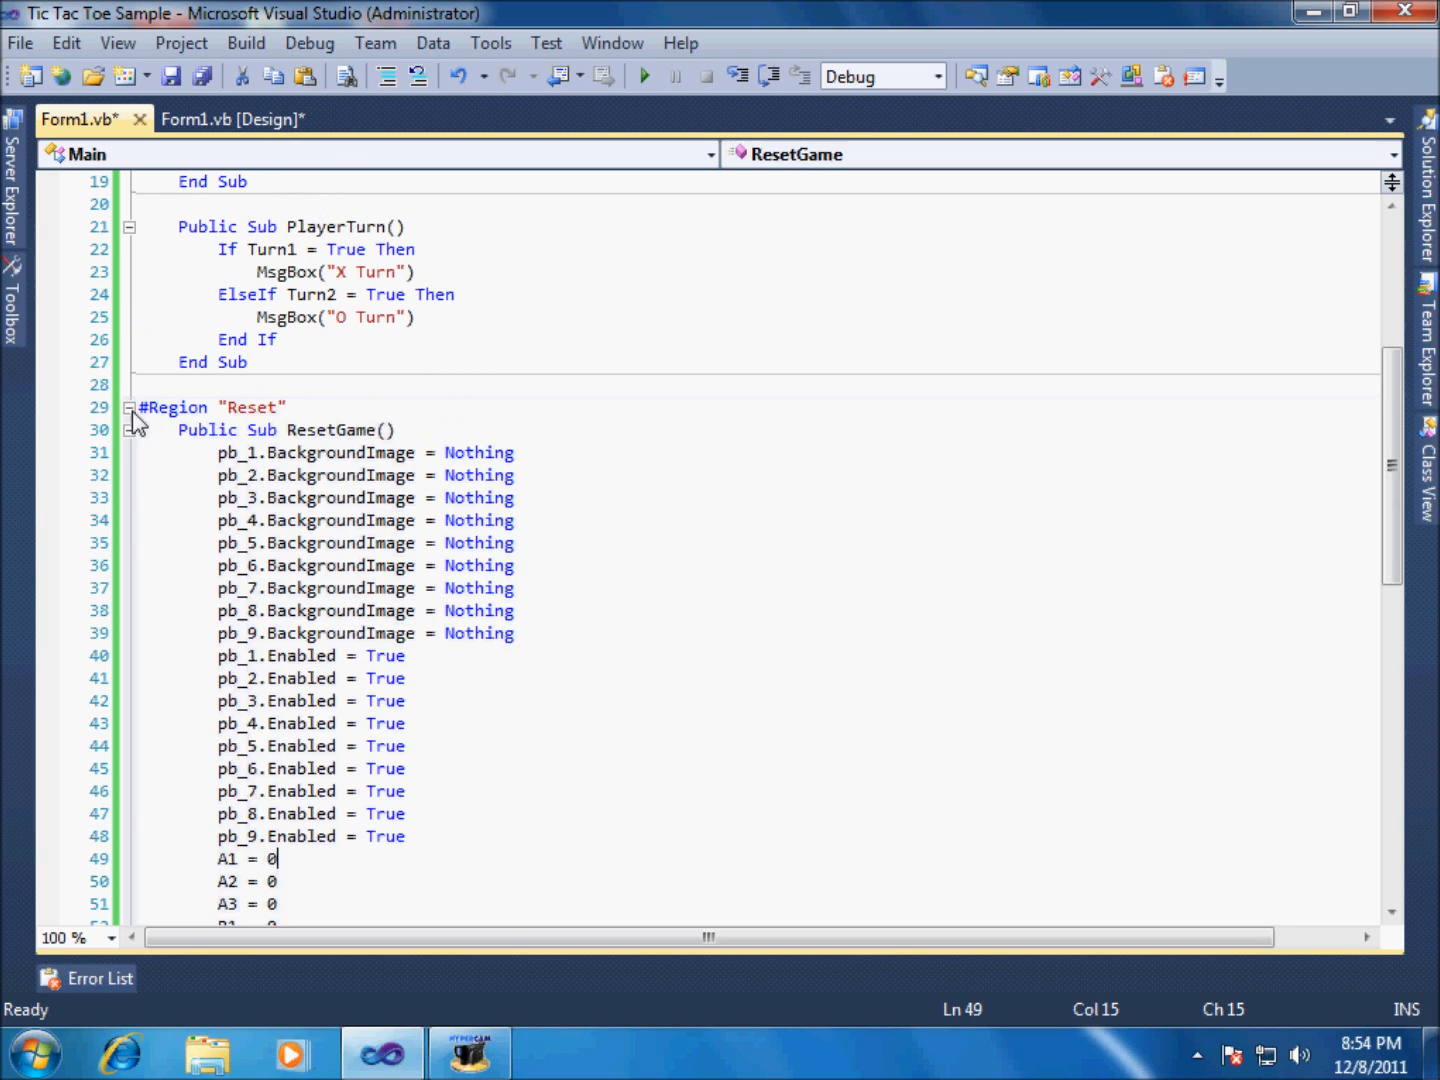 Tic Tac Toe Sample - Microsoft Visual Studio (Administrator)
File Edit View Project Build Debug Team Data Tools Test Window Help
Debug
Form1.vb* Form1.vb [Design]*
Main ResetGame
Server Explorer
Toolbox
Solution Explorer
Team Explorer
Class View
19 End Sub
20
21 Public Sub PlayerTurn()
22 If Turn1 = True Then
23 MsgBox("X Turn")
24 ElseIf Turn2 = True Then
25 MsgBox("O Turn")
26 End If
27 End Sub
28
29 #Region "Reset"
30 Public Sub ResetGame()
31 pb_1.BackgroundImage = Nothing
32 pb_2.BackgroundImage = Nothing
33 pb_3.BackgroundImage = Nothing
34 pb_4.BackgroundImage = Nothing
35 pb_5.BackgroundImage = Nothing
36 pb_6.BackgroundImage = Nothing
37 pb_7.BackgroundImage = Nothing
38 pb_8.BackgroundImage = Nothing
39 pb_9.BackgroundImage = Nothing
40 pb_1.Enabled = True
41 pb_2.Enabled = True
42 pb_3.Enabled = True
43 pb_4.Enabled = True
44 pb_5.Enabled = True
45 pb_6.Enabled = True
46 pb_7.Enabled = True
47 pb_8.Enabled = True
48 pb_9.Enabled = True
49 A1 = 0
50 A2 = 0
51 A3 = 0
100 %
Error List
Ready Ln 49 Col 15 Ch 15 INS
HYPERCAM
8:54 PM
12/8/2011